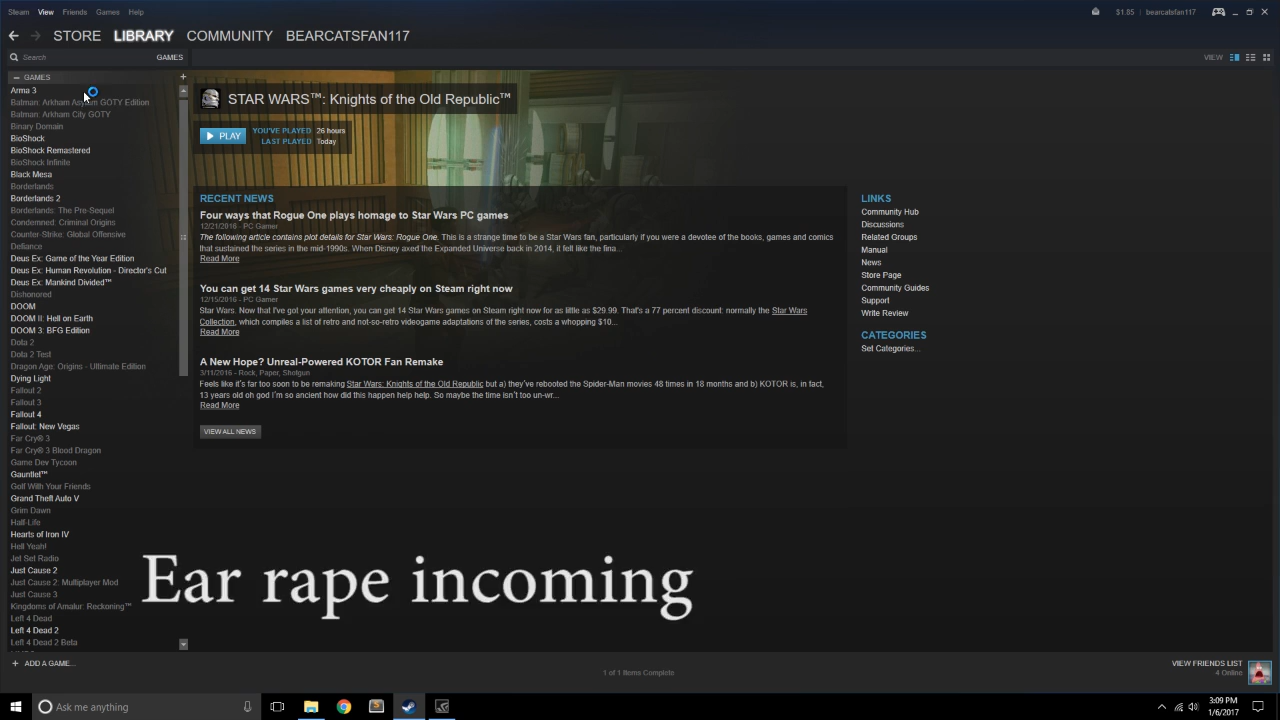 Steam View Friends Games Help
$1.85 | bearcatsfan117
STORE LIBRARY COMMUNITY BEARCATSFAN117
Search GAMES
VIEW
— GAMES +
Arma 3
Batman: Arkham Asylum GOTY Edition
Batman: Arkham City GOTY
Binary Domain
BioShock
BioShock Remastered
BioShock Infinite
Black Mesa
Borderlands
Borderlands 2
Borderlands: The Pre-Sequel
Condemned: Criminal Origins
Counter-Strike: Global Offensive
Defiance
Deus Ex: Game of the Year Edition
Deus Ex: Human Revolution - Director's Cut
Deus Ex: Mankind Divided™
Dishonored
DOOM
DOOM II: Hell on Earth
DOOM 3: BFG Edition
Dota 2
Dota 2 Test
Dragon Age: Origins - Ultimate Edition
Dying Light
Fallout 2
Fallout 3
Fallout 4
Fallout: New Vegas
Far Cry® 3
Far Cry® 3 Blood Dragon
Game Dev Tycoon
Gauntlet™
Golf With Your Friends
Grand Theft Auto V
Grim Dawn
Half-Life
Hearts of Iron IV
Hell Yeah!
Jet Set Radio
Just Cause 2
Just Cause 2: Multiplayer Mod
Just Cause 3
Kingdoms of Amalur: Reckoning™
Left 4 Dead
Left 4 Dead 2
Left 4 Dead 2 Beta
+ ADD A GAME...
STAR WARS™: Knights of the Old Republic™
PLAY
YOU'VE PLAYED 26 hours
LAST PLAYED Today
RECENT NEWS
Four ways that Rogue One plays homage to Star Wars PC games
12/21/2016 - PC Gamer
The following article contains plot details for Star Wars: Rogue One. This is a strange time to be a Star Wars fan, particularly if you were a devotee of the books, games and comics
that sustained the series in the mid-1990s. When Disney axed the Expanded Universe back in 2014, it felt like the fina...
Read More
You can get 14 Star Wars games very cheaply on Steam right now
12/15/2016 - PC Gamer
Star Wars. Now that I've got your attention, you can get 14 Star Wars games on Steam right now for as little as $29.99. That's a 77 percent discount: normally the Star Wars
Collection, which compiles a list of retro and not-so-retro videogame adaptations of the series, costs a whopping $10...
Read More
A New Hope? Unreal-Powered KOTOR Fan Remake
3/11/2016 - Rock, Paper, Shotgun
Feels like it's far too soon to be remaking Star Wars: Knights of the Old Republic but a) they've rebooted the Spider-Man movies 48 times in 18 months and b) KOTOR is, in fact,
13 years old oh god I'm so ancient how did this happen help help. So maybe the time isn't too un-wr...
Read More
VIEW ALL NEWS
LINKS
Community Hub
Discussions
Related Groups
Manual
News
Store Page
Community Guides
Support
Write Review
CATEGORIES
Set Categories...
Ear rape incoming
1 of 1 Items Complete
VIEW FRIENDS LIST
4 Online
Ask me anything
3:09 PM
1/6/2017